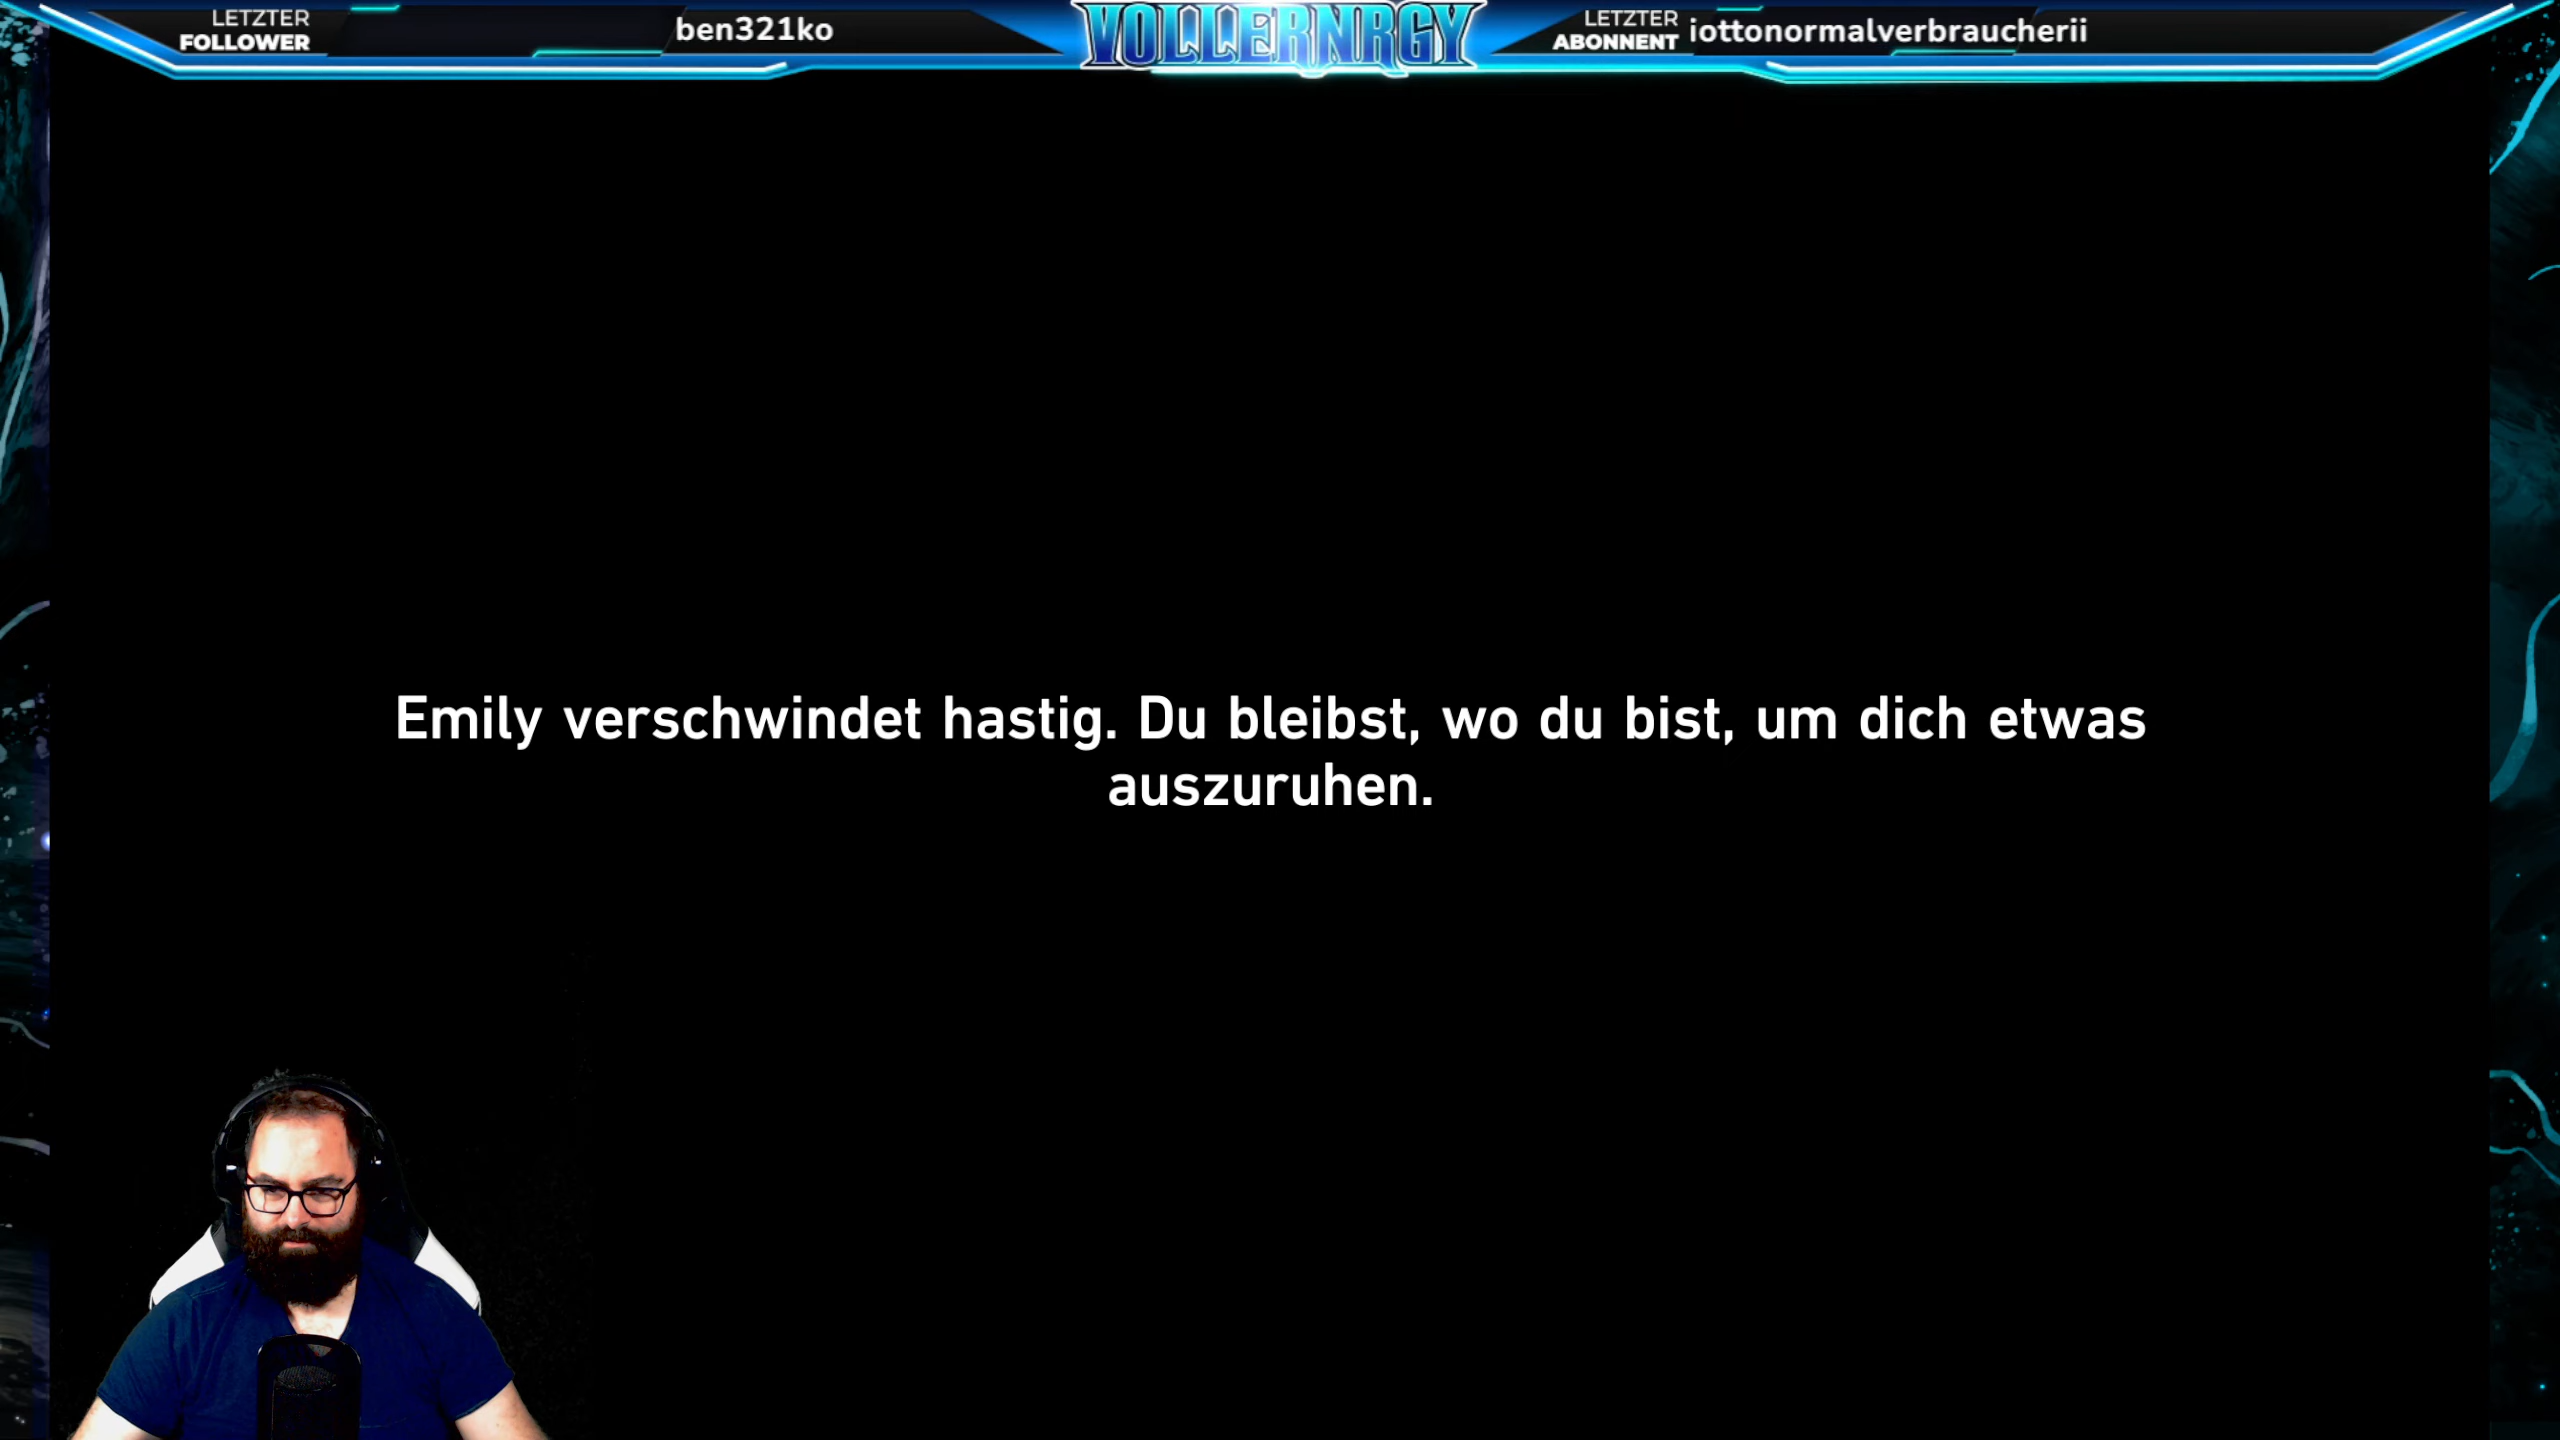 LETZTER
FOLLOWER
ben321ko
VOLLERNRGY
LETZTER
ABONNENT
iottonormalverbraucherii
Emily verschwindet hastig. Du bleibst, wo du bist, um dich etwas
auszuruhen.